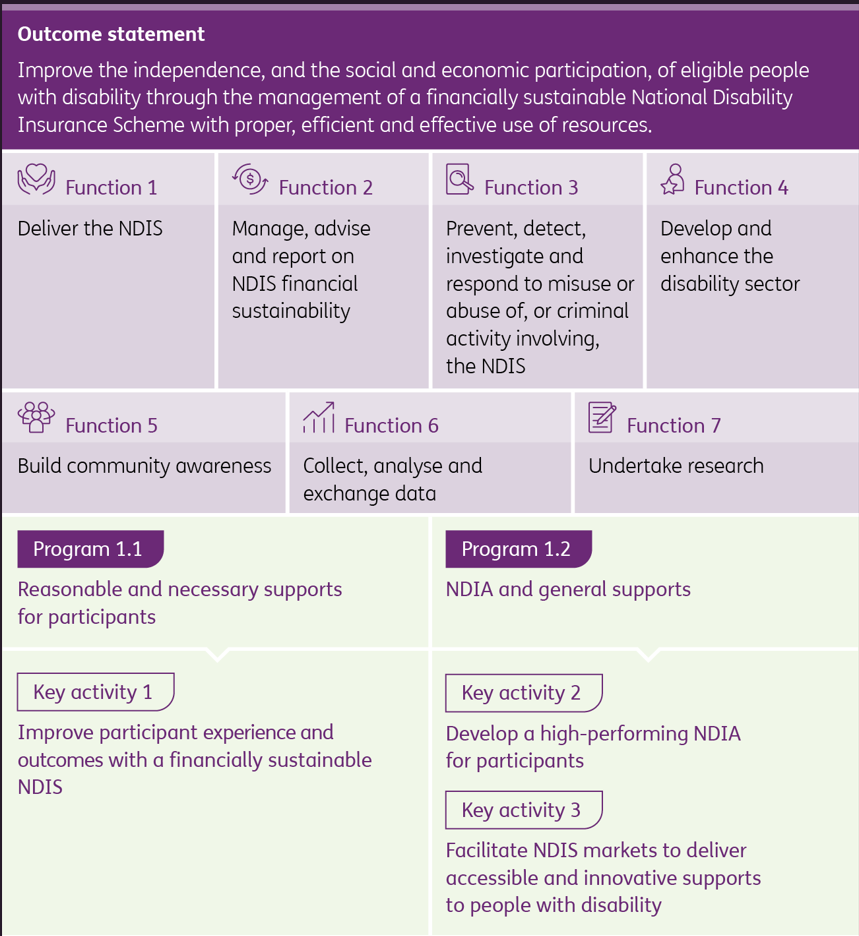 Outcome statement
Improve the independence, and the social and economic participation, of eligible people
with disability through the management of a financially sustainable National Disability
Insurance Scheme with proper, efficient and effective use of resources.
Function 1
Deliver the NDIS
Function 2
Manage, advise
and report on
NDIS financial
sustainability
Function 3
Prevent, detect,
investigate and
respond to misuse or
abuse of, or criminal
activity involving,
the NDIS
Function 4
Develop and
enhance the
disability sector
Function 5
Build community awareness
Function 6
Collect, analyse and
exchange data
Function 7
Undertake research
Program 1.1
Reasonable and necessary supports
for participants
Program 1.2
NDIA and general supports
Key activity 1
Improve participant experience and
outcomes with a financially sustainable
NDIS
Key activity 2
Develop a high-performing NDIA
for participants
Key activity 3
Facilitate NDIS markets to deliver
accessible and innovative supports
to people with disability